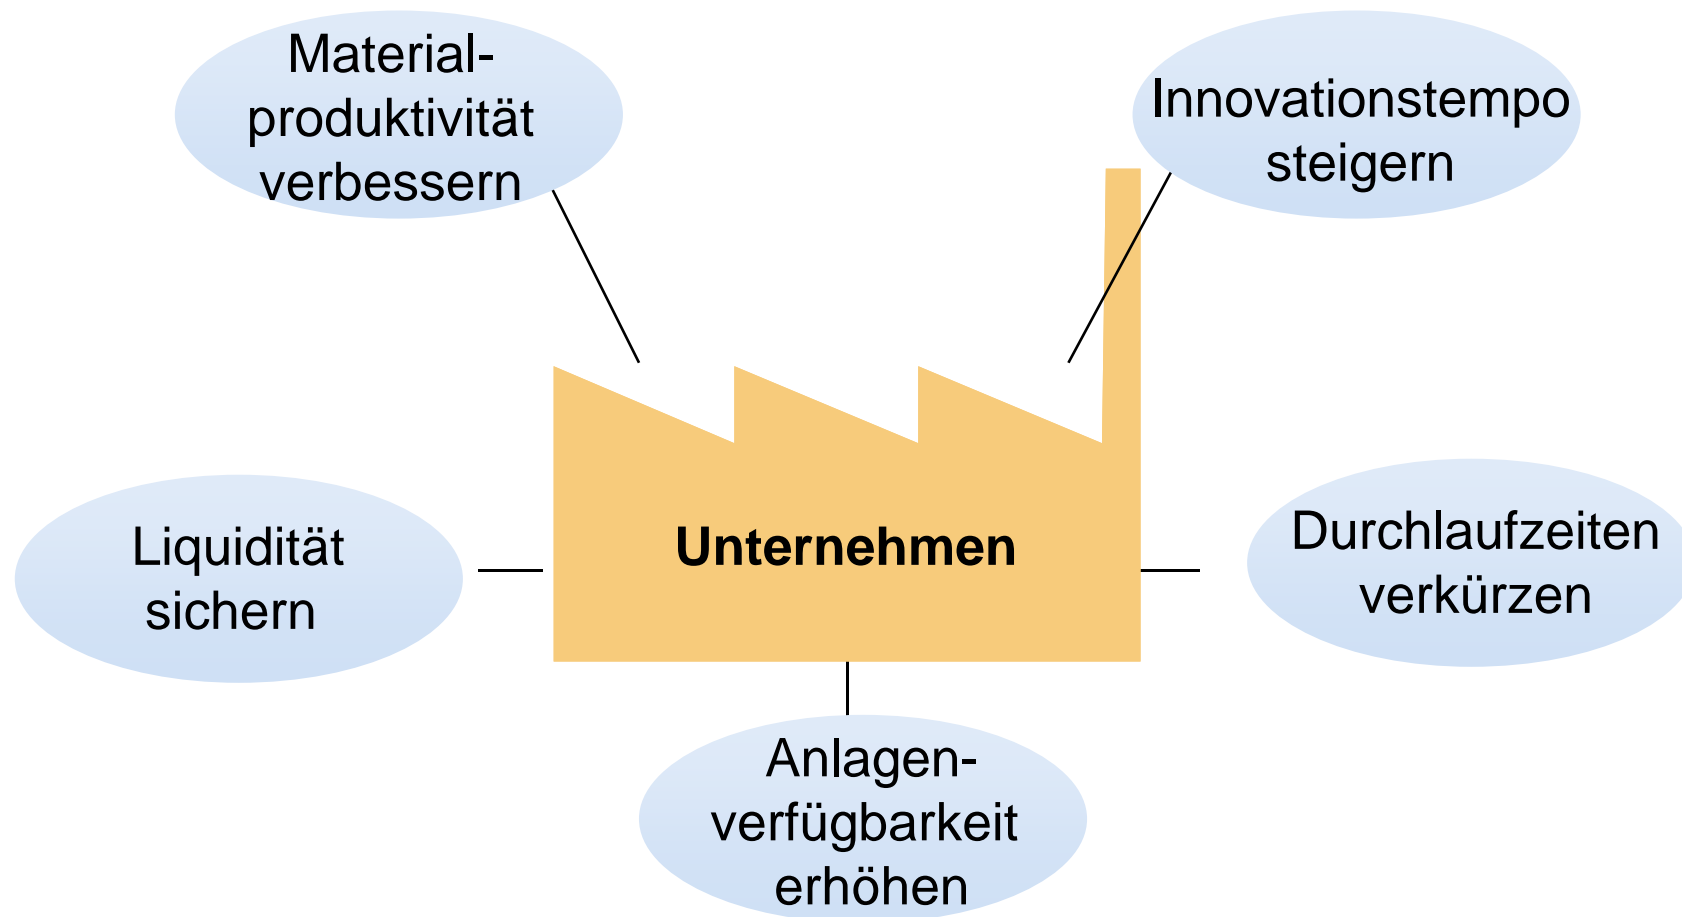 Material-
produktivität
verbessern
Innovationstempo
steigern
Liquidität
sichern
Unternehmen
Durchlaufzeiten
verkürzen
Anlagen-
verfügbarkeit
erhöhen